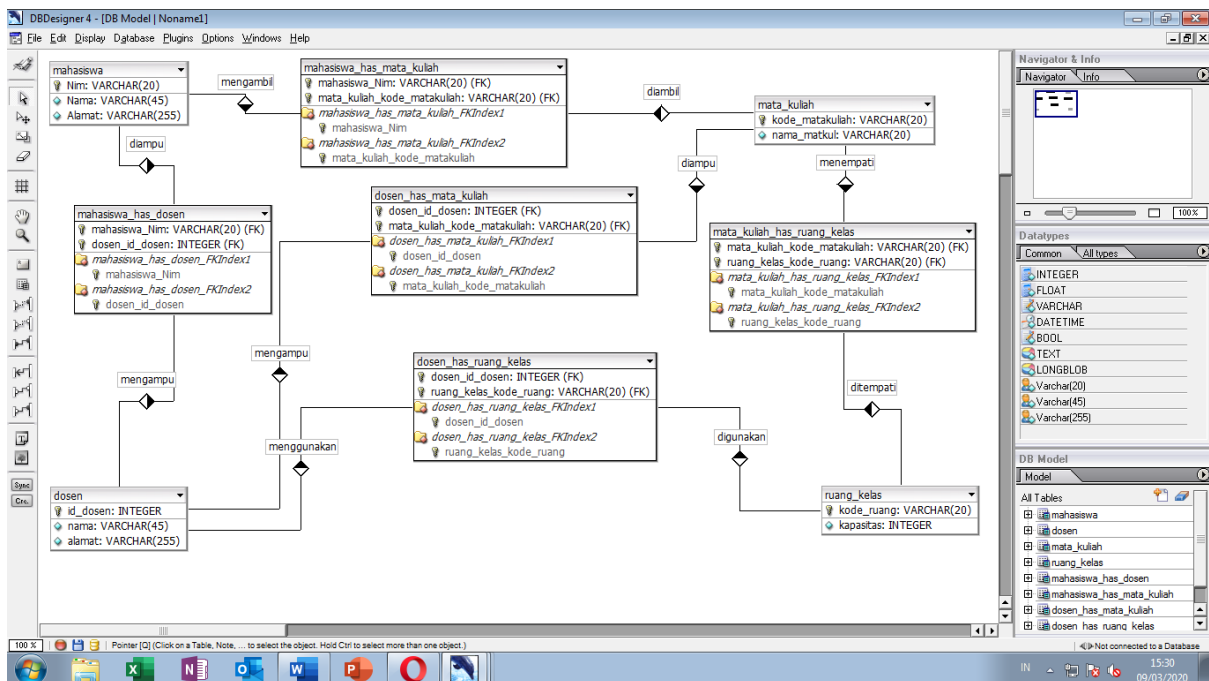 DBDesigner 4 - [DB Model | Noname1]
File Edit Display Database Plugins Options Windows Help
mahasiswa
Nim: VARCHAR(20)
Nama: VARCHAR(45)
Alamat: VARCHAR(255)
mengambil
mahasiswa_has_mata_kuliah
mahasiswa_Nim: VARCHAR(20) (FK)
mata_kuliah_kode_matakuliah: VARCHAR(20) (FK)
mahasiswa_has_mata_kuliah_FKIndex1
mahasiswa_Nim
mahasiswa_has_mata_kuliah_FKIndex2
mata_kuliah_kode_matakuliah
diambil
mata_kuliah
kode_matakuliah: VARCHAR(20)
nama_matkul: VARCHAR(20)
diampu
diampu
menempati
mahasiswa_has_dosen
mahasiswa_Nim: VARCHAR(20) (FK)
dosen_id_dosen: INTEGER (FK)
mahasiswa_has_dosen_FKIndex1
mahasiswa_Nim
mahasiswa_has_dosen_FKIndex2
dosen_id_dosen
dosen_has_mata_kuliah
dosen_id_dosen: INTEGER (FK)
mata_kuliah_kode_matakuliah: VARCHAR(20) (FK)
dosen_has_mata_kuliah_FKIndex1
dosen_id_dosen
dosen_has_mata_kuliah_FKIndex2
mata_kuliah_kode_matakuliah
mata_kuliah_has_ruang_kelas
mata_kuliah_kode_matakuliah: VARCHAR(20) (FK)
ruang_kelas_kode_ruang: VARCHAR(20) (FK)
mata_kuliah_has_ruang_kelas_FKIndex1
mata_kuliah_kode_matakuliah
mata_kuliah_has_ruang_kelas_FKIndex2
ruang_kelas_kode_ruang
mengampu
mengampu
dosen_has_ruang_kelas
dosen_id_dosen: INTEGER (FK)
ruang_kelas_kode_ruang: VARCHAR(20) (FK)
dosen_has_ruang_kelas_FKIndex1
dosen_id_dosen
dosen_has_ruang_kelas_FKIndex2
ruang_kelas_kode_ruang
ditempati
menggunakan
digunakan
dosen
id_dosen: INTEGER
nama: VARCHAR(45)
alamat: VARCHAR(255)
ruang_kelas
kode_ruang: VARCHAR(20)
kapasitas: INTEGER
Sync
Cre.
Navigator & Info
Navigator Info
100%
Datatypes
Common All types
INTEGER
FLOAT
VARCHAR
DATETIME
BOOL
TEXT
LONGBLOB
Varchar(20)
Varchar(45)
Varchar(255)
DB Model
Model
All Tables
mahasiswa
dosen
mata_kuliah
ruang_kelas
mahasiswa_has_dosen
mahasiswa_has_mata_kuliah
dosen_has_mata_kuliah
dosen_has_ruang_kelas
100 % Pointer [Q] (Click on a Table, Note, ... to select the object. Hold Ctrl to select more than one object.) Not connected to a Database
IN 15:30
09/03/2020